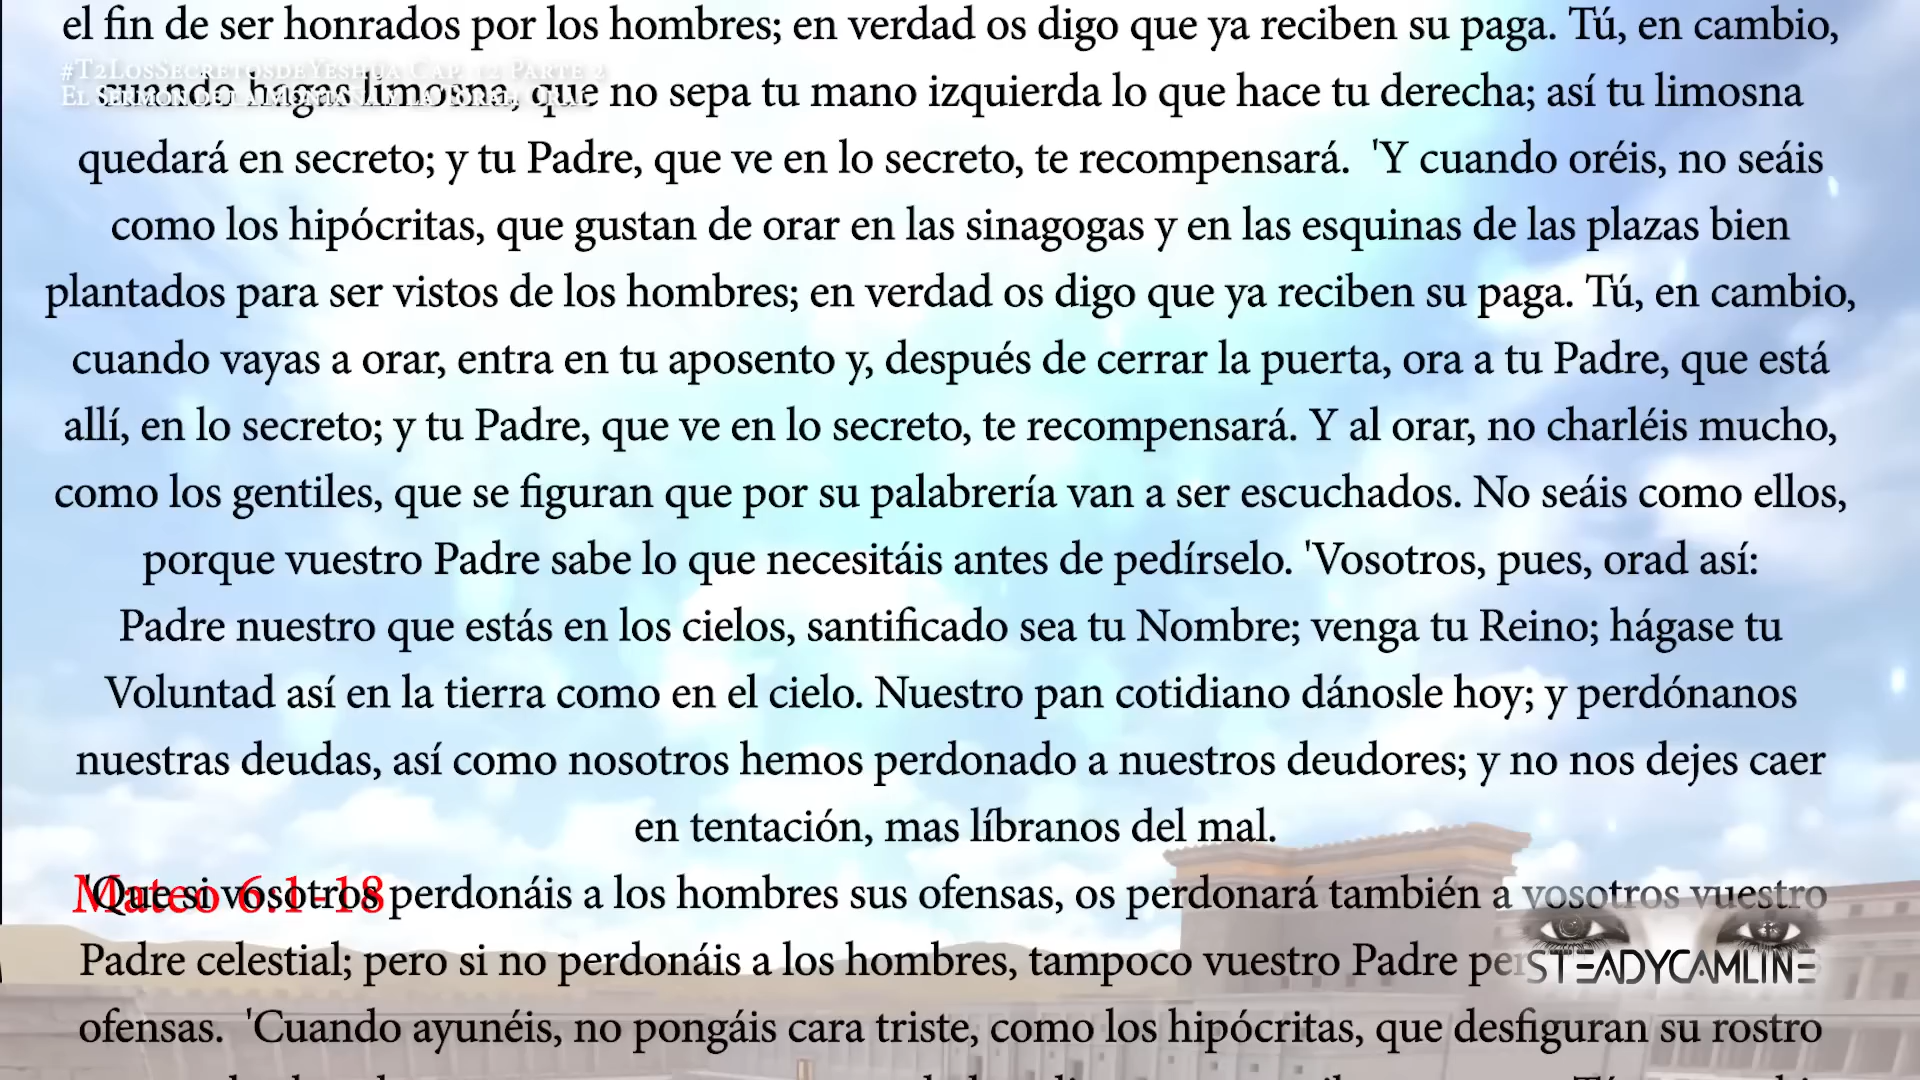 el fin de ser honrados por los hombres; en verdad os digo que ya reciben su paga. Tú, en cambio,
#T2LosSecretosdeYeshua Cap. 12 Parte 2
cuando hagas limosna, que no sepa tu mano izquierda lo que hace tu derecha; así tu limosna
El Sermón de la Montaña y la Torah
quedará en secreto; y tu Padre, que ve en lo secreto, te recompensará. 'Y cuando oréis, no seáis
como los hipócritas, que gustan de orar en las sinagogas y en las esquinas de las plazas bien
plantados para ser vistos de los hombres; en verdad os digo que ya reciben su paga. Tú, en cambio,
cuando vayas a orar, entra en tu aposento y, después de cerrar la puerta, ora a tu Padre, que está
allí, en lo secreto; y tu Padre, que ve en lo secreto, te recompensará. Y al orar, no charléis mucho,
como los gentiles, que se figuran que por su palabrería van a ser escuchados. No seáis como ellos,
porque vuestro Padre sabe lo que necesitáis antes de pedírselo. 'Vosotros, pues, orad así:
Padre nuestro que estás en los cielos, santificado sea tu Nombre; venga tu Reino; hágase tu
Voluntad así en la tierra como en el cielo. Nuestro pan cotidiano dánosle hoy; y perdónanos
nuestras deudas, así como nosotros hemos perdonado a nuestros deudores; y no nos dejes caer
en tentación, mas líbranos del mal.
Mateo 6:1-18
'Que si vosotros perdonáis a los hombres sus ofensas, os perdonará también a vosotros vuestro
Padre celestial; pero si no perdonáis a los hombres, tampoco vuestro Padre
STEADYCAMLINE
ofensas. 'Cuando ayunéis, no pongáis cara triste, como los hipócritas, que desfiguran su rostro